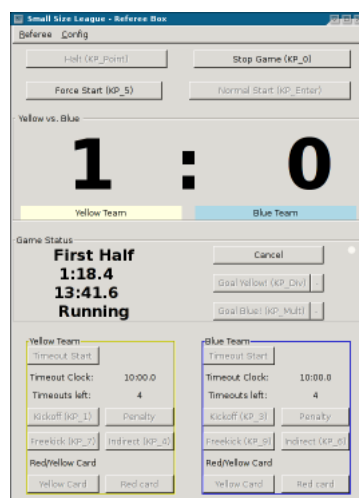 Small Size League - Referee Box
Referee Config
Halt (KP_Point) Stop Game (KP_0)
Force Start (KP_5) Normal Start (KP_Enter)
Yellow vs. Blue
1 : 0
Yellow Team Blue Team
Game Status
First Half
1:18.4
13:41.6
Running
Cancel
Goal Yellow! (KP_Div) -
Goal Blue! (KP_Mult) -
Yellow Team
Timeout Start
Timeout Clock: 10:00.0
Timeouts left: 4
Kickoff (KP_1) Penalty
Freekick (KP_7) Indirect (KP_4)
Red/Yellow Card
Yellow Card Red card
Blue Team
Timeout Start
Timeout Clock: 10:00.0
Timeouts left: 4
Kickoff (KP_3) Penalty
Freekick (KP_9) Indirect (KP_6)
Red/Yellow Card
Yellow Card Red card